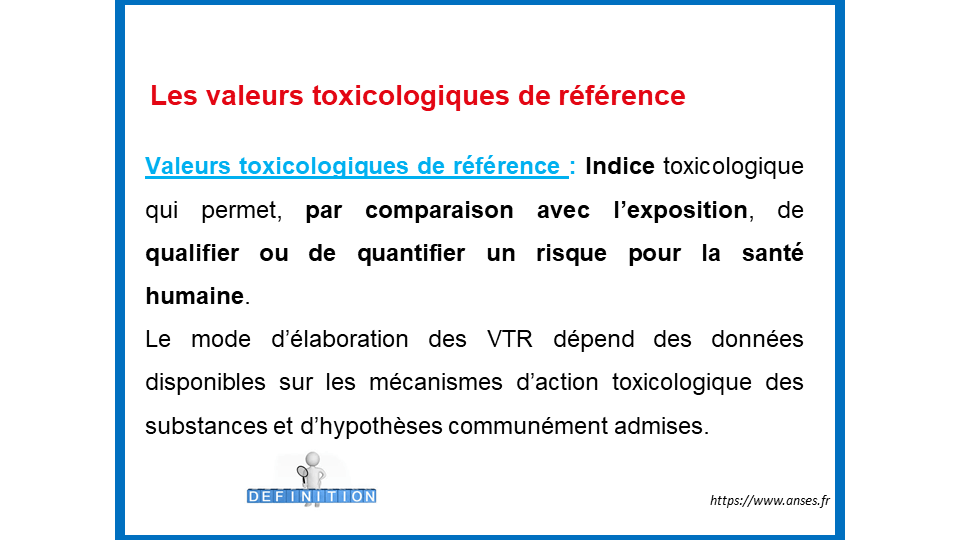 Les valeurs toxicologiques de référence
Valeurs toxicologiques de référence : Indice toxicologique
qui permet, par comparaison avec l’exposition, de
qualifier ou de quantifier un risque pour la santé
humaine.
Le mode d’élaboration des VTR dépend des données
disponibles sur les mécanismes d’action toxicologique des
substances et d’hypothèses communément admises.
DEFINITION
https://www.anses.fr